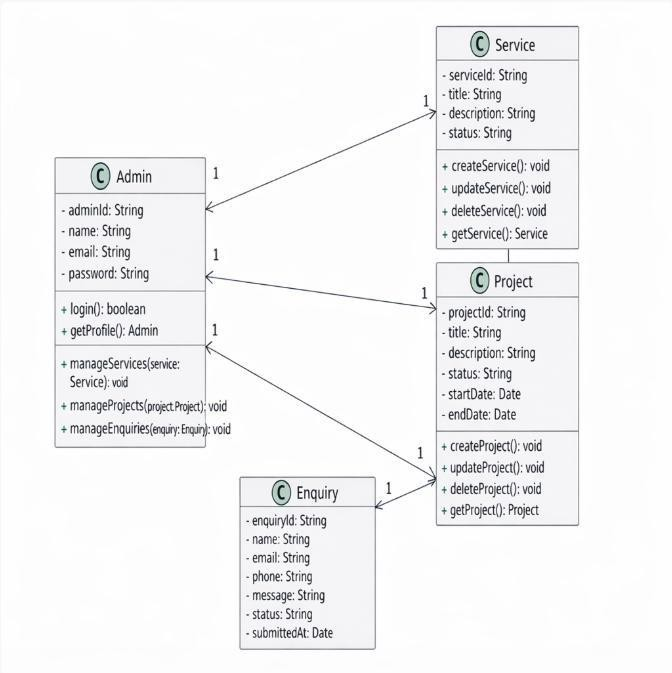 C Service
- serviceId: String
- title: String
- description: String
- status: String
+ createService(): void
+ updateService(): void
+ deleteService(): void
+ getService(): Service
1
1
C Admin
- adminId: String
- name: String
- email: String
- password: String
+ login(): boolean
+ getProfile(): Admin
+ manageServices(service:
Service): void
+ manageProjects(project.Project): void
+ manageEnquiries(enquiry: Enquiry): void
1
1
1
1
C Project
- projectId: String
- title: String
- description: String
- status: String
- startDate: Date
- endDate: Date
+ createProject(): void
+ updateProject(): void
+ deleteProject(): void
+ getProject(): Project
1
C Enquiry
- enquiryId: String
- name: String
- email: String
- phone: String
- message: String
- status: String
- submittedAt: Date